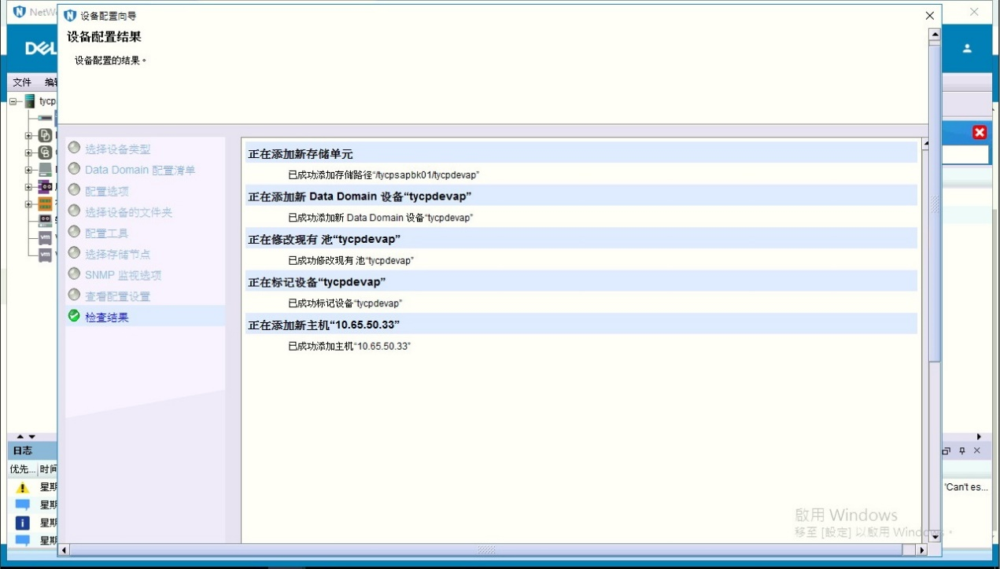 NetWo
设备配置向导
设备配置结果
设备配置的结果。
DELL
文件 编辑
tycp
选择设备类型
Data Domain 配置清单
配置选项
选择设备的文件夹
配置工具
选择存储节点
SNMP 监视选项
查看配置设置
检查结果
正在添加新存储单元
已成功添加存储路径“/tycpsapbk01/tycpdevap”
正在添加新 Data Domain 设备“tycpdevap”
已成功添加新 Data Domain 设备“tycpdevap”
正在修改现有 池“tycpdevap”
已成功修改现有 池“tycpdevap”
正在标记设备“tycpdevap”
已成功标记设备“tycpdevap”
正在添加新主机“10.65.50.33”
已成功添加主机“10.65.50.33”
日志
优先... 时间
星期
'Can't es...
星期
星期
星期
啟用 Windows
移至 [設定] 以啟用 Windows。